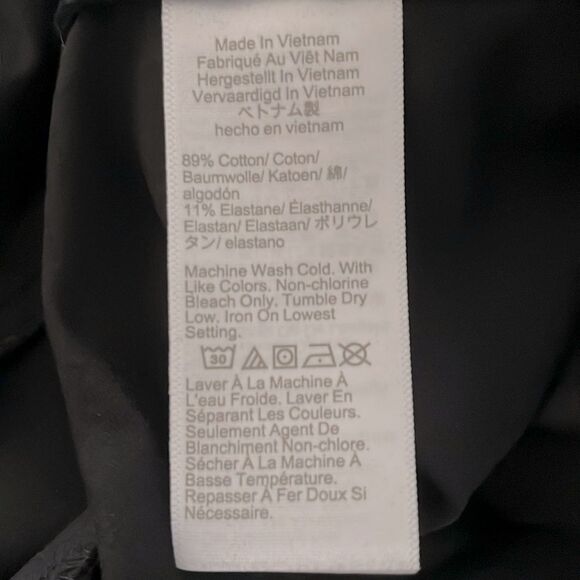 Made In Vietnam
Fabriqué Au Viêt Nam
Hergestellt In Vietnam
Vervaardigd In Vietnam
ベトナム製
hecho en vietnam
89% Cotton/ Coton/
Baumwolle/ Katoen/ 綿/
algodón
11% Elastane/ Élasthanne/
Elastan/ Elastaan/ ポリウレ
タン/ elastano
Machine Wash Cold. With
Like Colors. Non-chlorine
Bleach Only. Tumble Dry
Low. Iron On Lowest
Setting.
30
Laver À La Machine À
L'eau Froide. Laver En
Séparant Les Couleurs.
Seulement Agent De
Blanchiment Non-chlore.
Sécher À La Machine À
Basse Température.
Repasser À Fer Doux Si
Nécessaire.